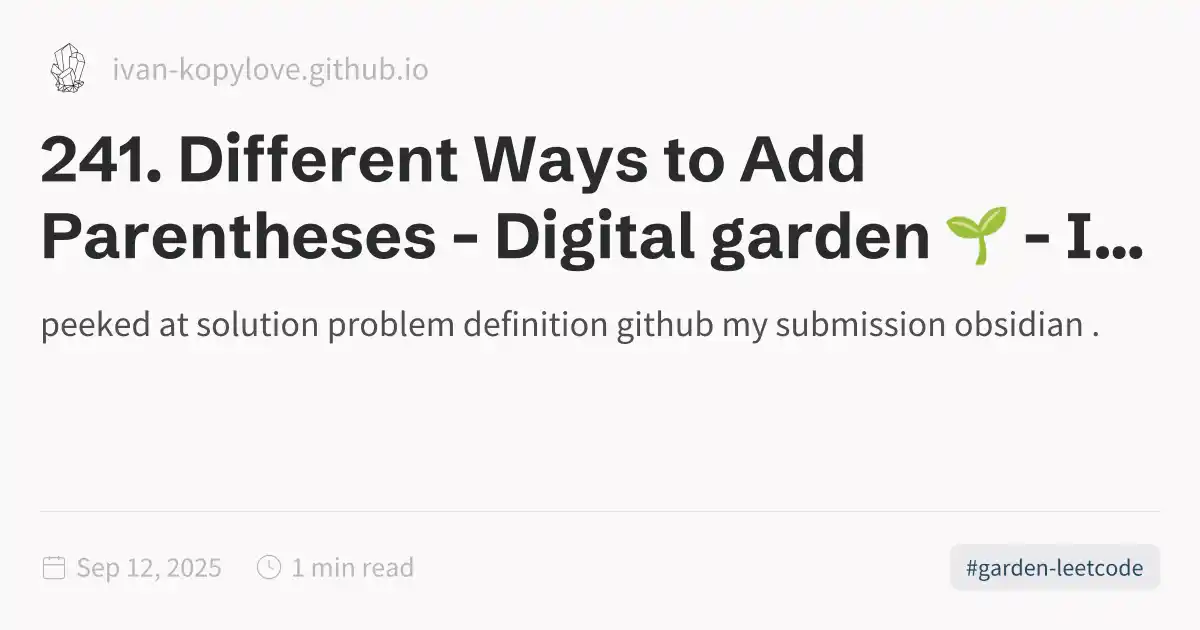 ivan-kopylove.github.io
241. Different Ways to Add
Parentheses - Digital garden 🌱 - I...
peeked at solution problem definition github my submission obsidian .
Sep 12, 2025
1 min read
#garden-leetcode